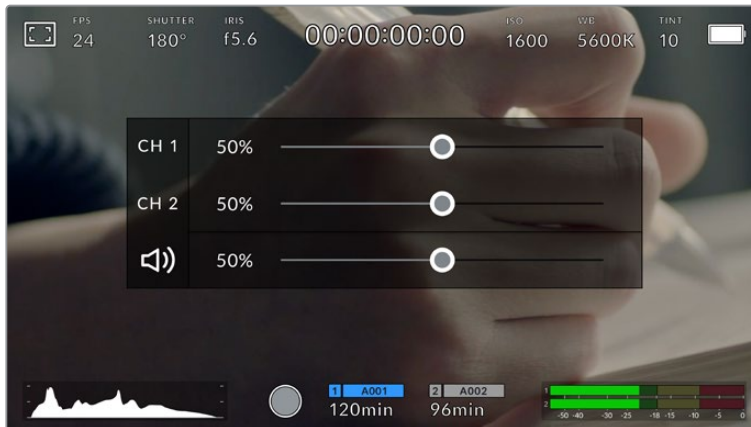 FPS SHUTTER IRIS ISO WB TINT
24 180° f5.6 00:00:00:00 1600 5600K 10
CH 1 50%
CH 2 50%
50%
1 A001 2 A002
120min 96min
1
2
-50 -40 -30 -25 -18 -15 -10 -5 0